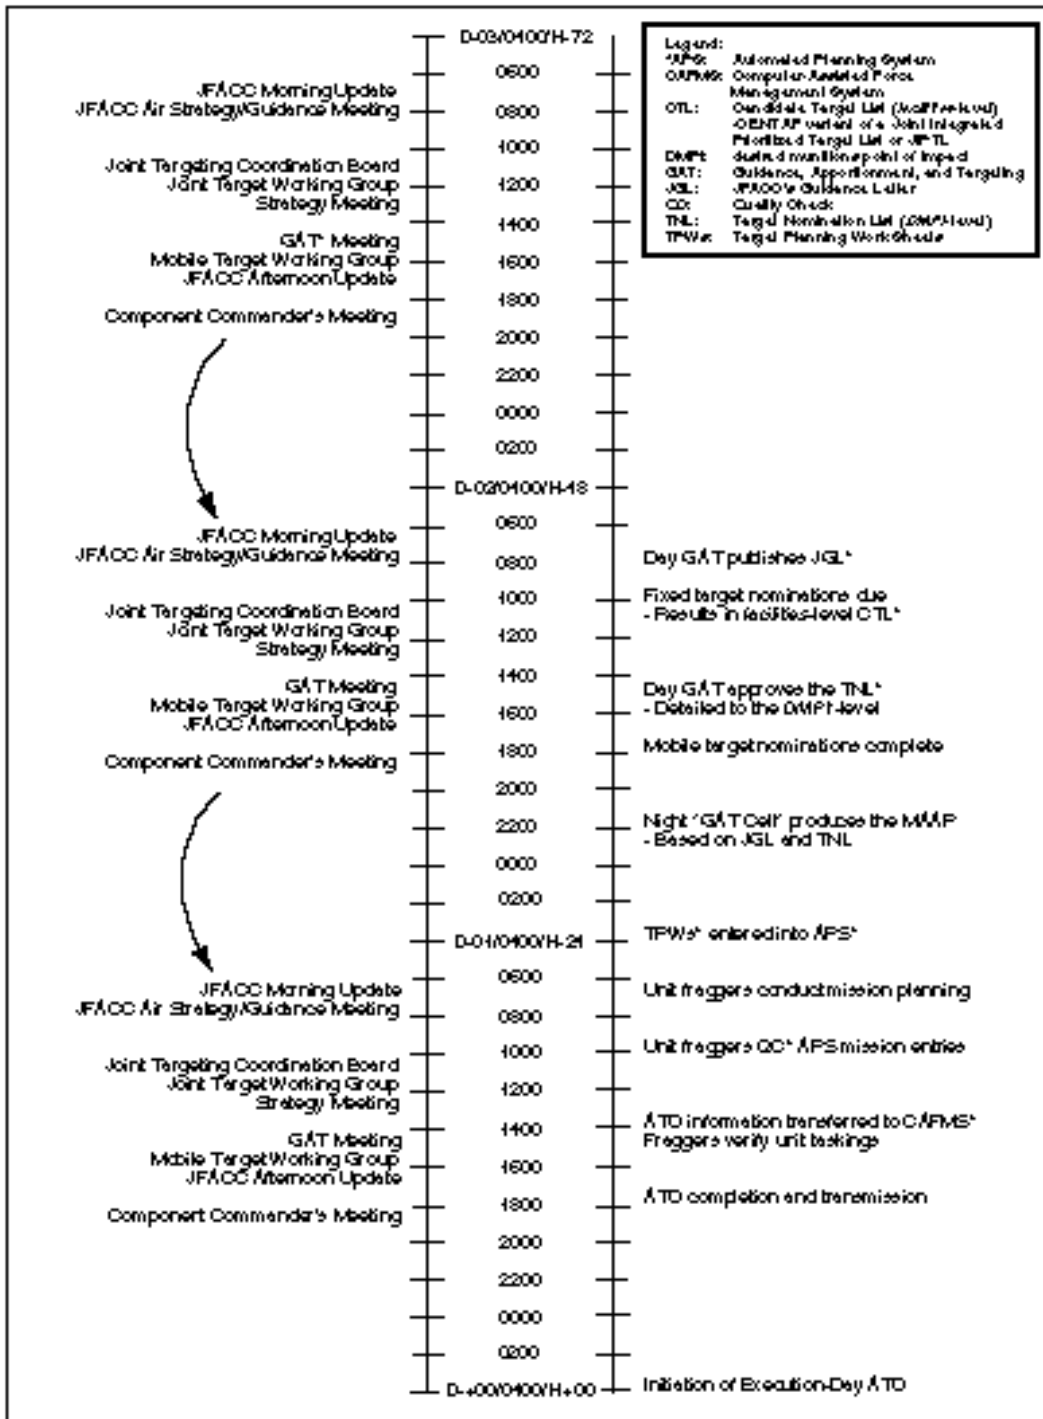 D-03/0400/H-72
0600
JFACC Morning Update
JFACC Air Strategy/Guidance Meeting
0800
1000
Joint Targeting Coordination Board
Joint Target Working Group
1200
Strategy Meeting
1400
GAT* Meeting
Mobile Target Working Group
1600
JFACC Afternoon Update
1800
Component Commander's Meeting
2000
2200
0000
0200
Legend:
*APS: Automated Planning System
CAFMS: Computer Assisted Force
Management System
CTL: Candidate Target List (facilities-level)
-CENTAF variant of a Joint Integrated
Prioritized Target List or JIPTL
DMPI: desired munitions point of impact
GAT: Guidance, Apportionment, and Targeting
JGL: JFACC's Guidance Letter
QC: Quality Check
TNL: Target Nomination List (DMPI-level)
TPWs: Target Planning WorkSheets
D-02/0400/H-48
0600
JFACC Morning Update
JFACC Air Strategy/Guidance Meeting
0800
Day GAT publishes JGL*
1000
Fixed target nominations due
- Results in facilities-level CTL*
Joint Targeting Coordination Board
Joint Target Working Group
1200
Strategy Meeting
1400
GAT Meeting
Day GAT approves the TNL*
Mobile Target Working Group
- Detailed to the DMPI*-level
1600
JFACC Afternoon Update
1800
Mobile target nominations complete
Component Commander's Meeting
2000
2200
Night "GAT Cell" produces the MAAP
- Based on JGL and TNL
0000
0200
D-01/0400/H-24
TPWs* entered into APS*
0600
JFACC Morning Update
Unit fraggers conduct mission planning
JFACC Air Strategy/Guidance Meeting
0800
1000
Unit fraggers QC* APS mission entries
Joint Targeting Coordination Board
Joint Target Working Group
1200
Strategy Meeting
1400
ATO information transferred to CAFMS*
Fraggers verify unit taskings
GAT Meeting
Mobile Target Working Group
1600
JFACC Afternoon Update
1800
ATO completion and transmission
Component Commander's Meeting
2000
2200
0000
0200
D-+00/0400/H+00
Initiation of Execution-Day ATO